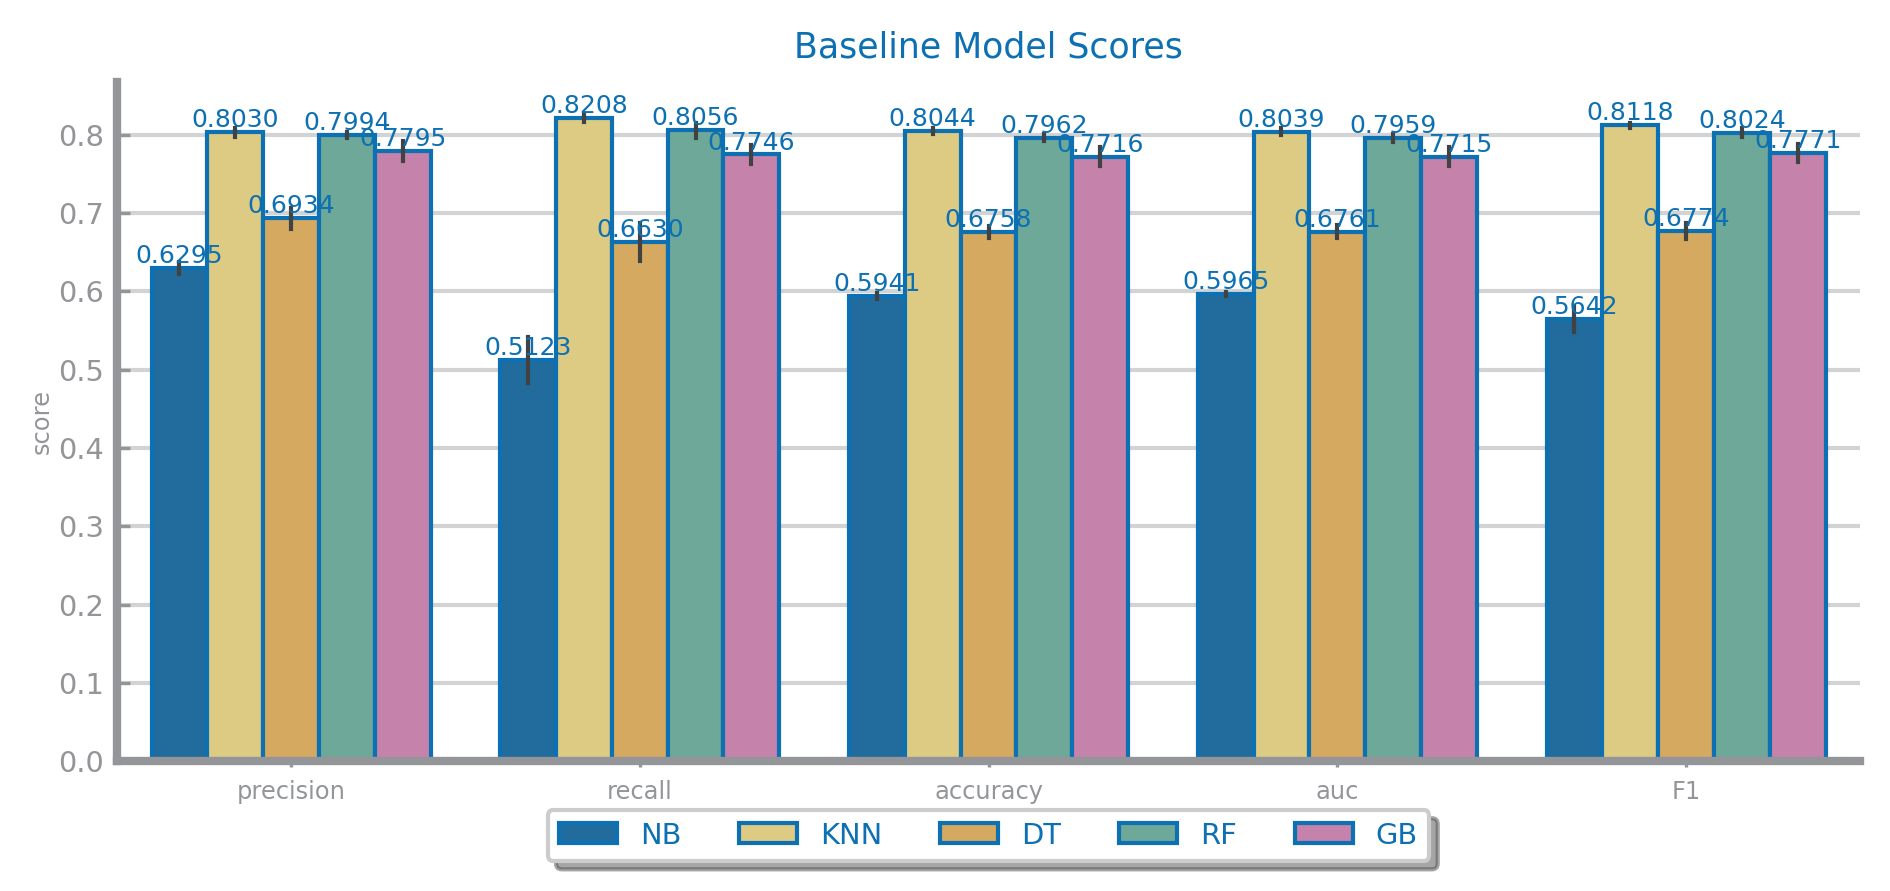 Baseline Model Scores
score
0.8
0.7
0.6
0.5
0.4
0.3
0.2
0.1
0.0
0.6295 0.8030 0.6934 0.7994 0.7795
0.5123 0.8208 0.6630 0.8056 0.7746
0.5941 0.8044 0.6758 0.7962 0.7716
0.5965 0.8039 0.6761 0.7959 0.7715
0.5642 0.8118 0.6774 0.8024 0.7771
precision recall accuracy auc F1
NB KNN DT RF GB